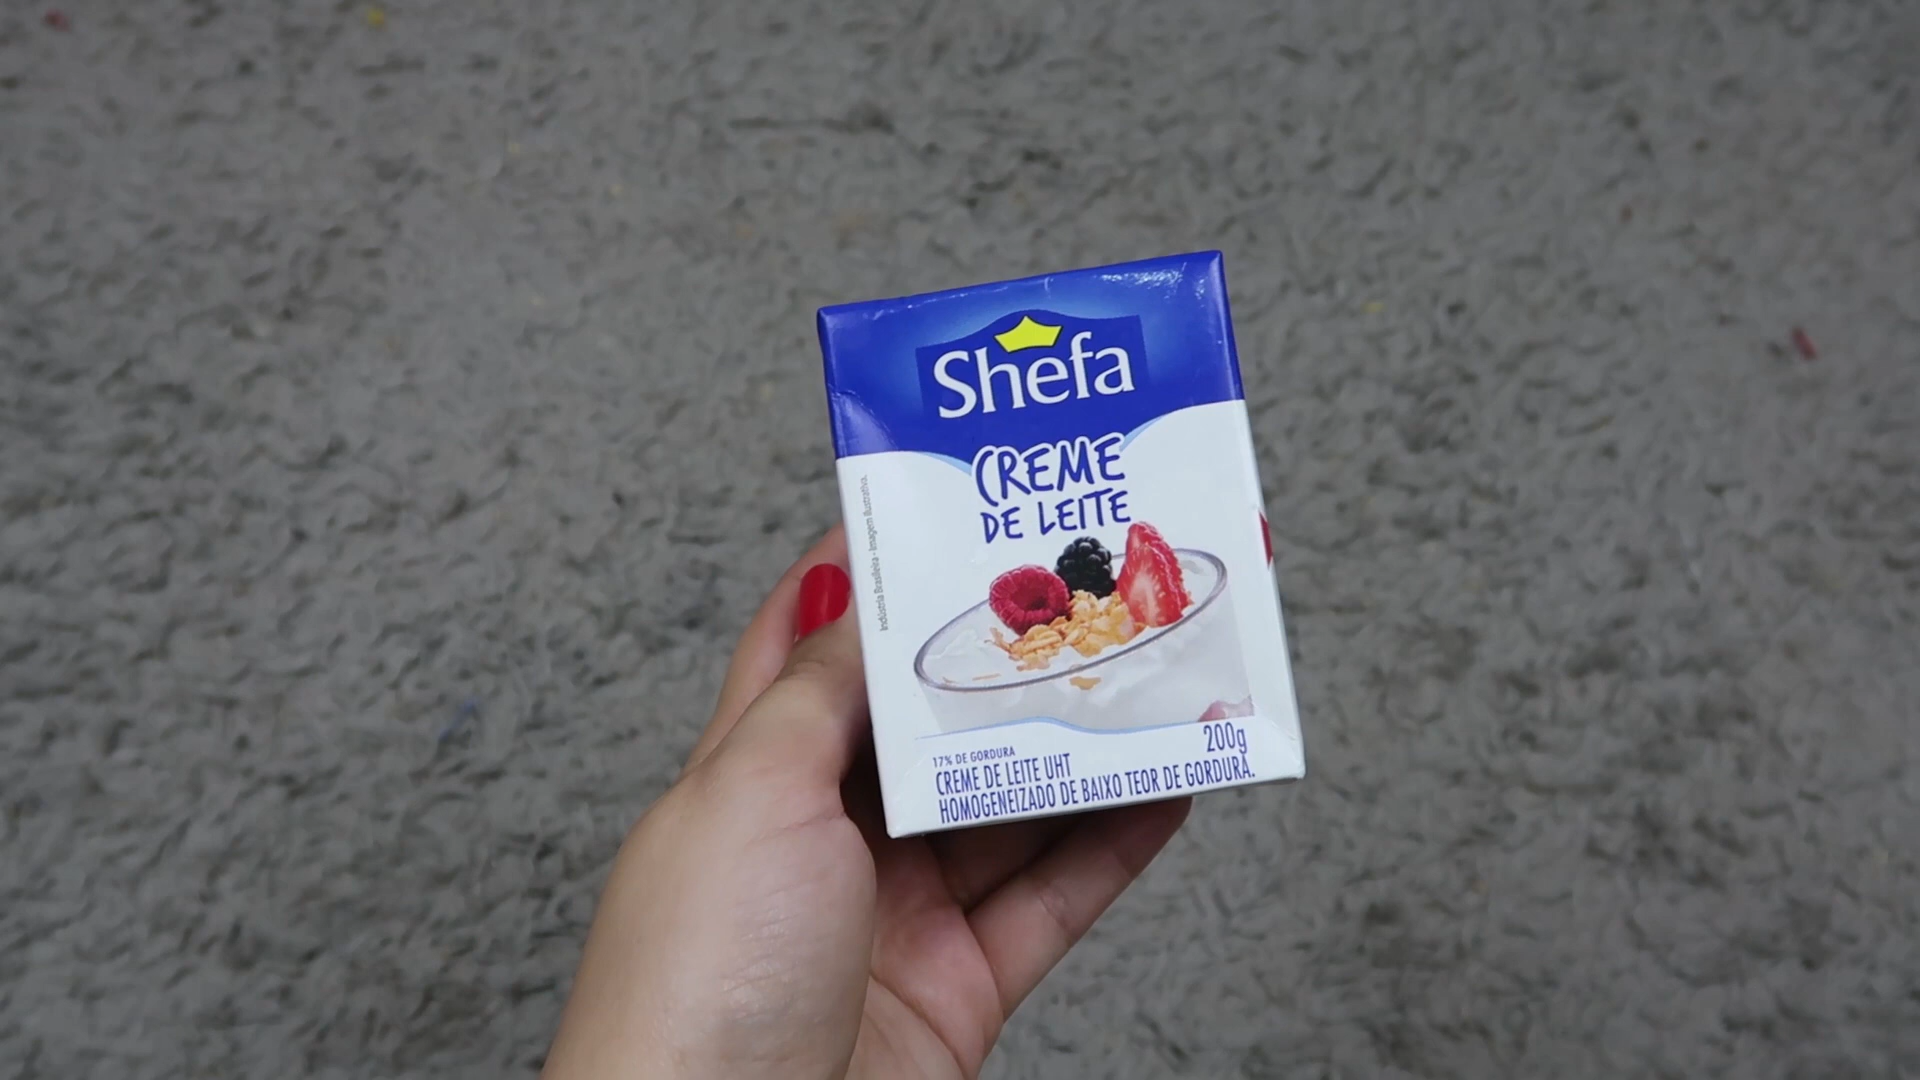 Shefa
CREME
DE LEITE
Indústria Brasileira - Imagem Ilustrativa.
17% DE GORDURA
200g
CREME DE LEITE UHT
HOMOGENEIZADO DE BAIXO TEOR DE GORDURA.